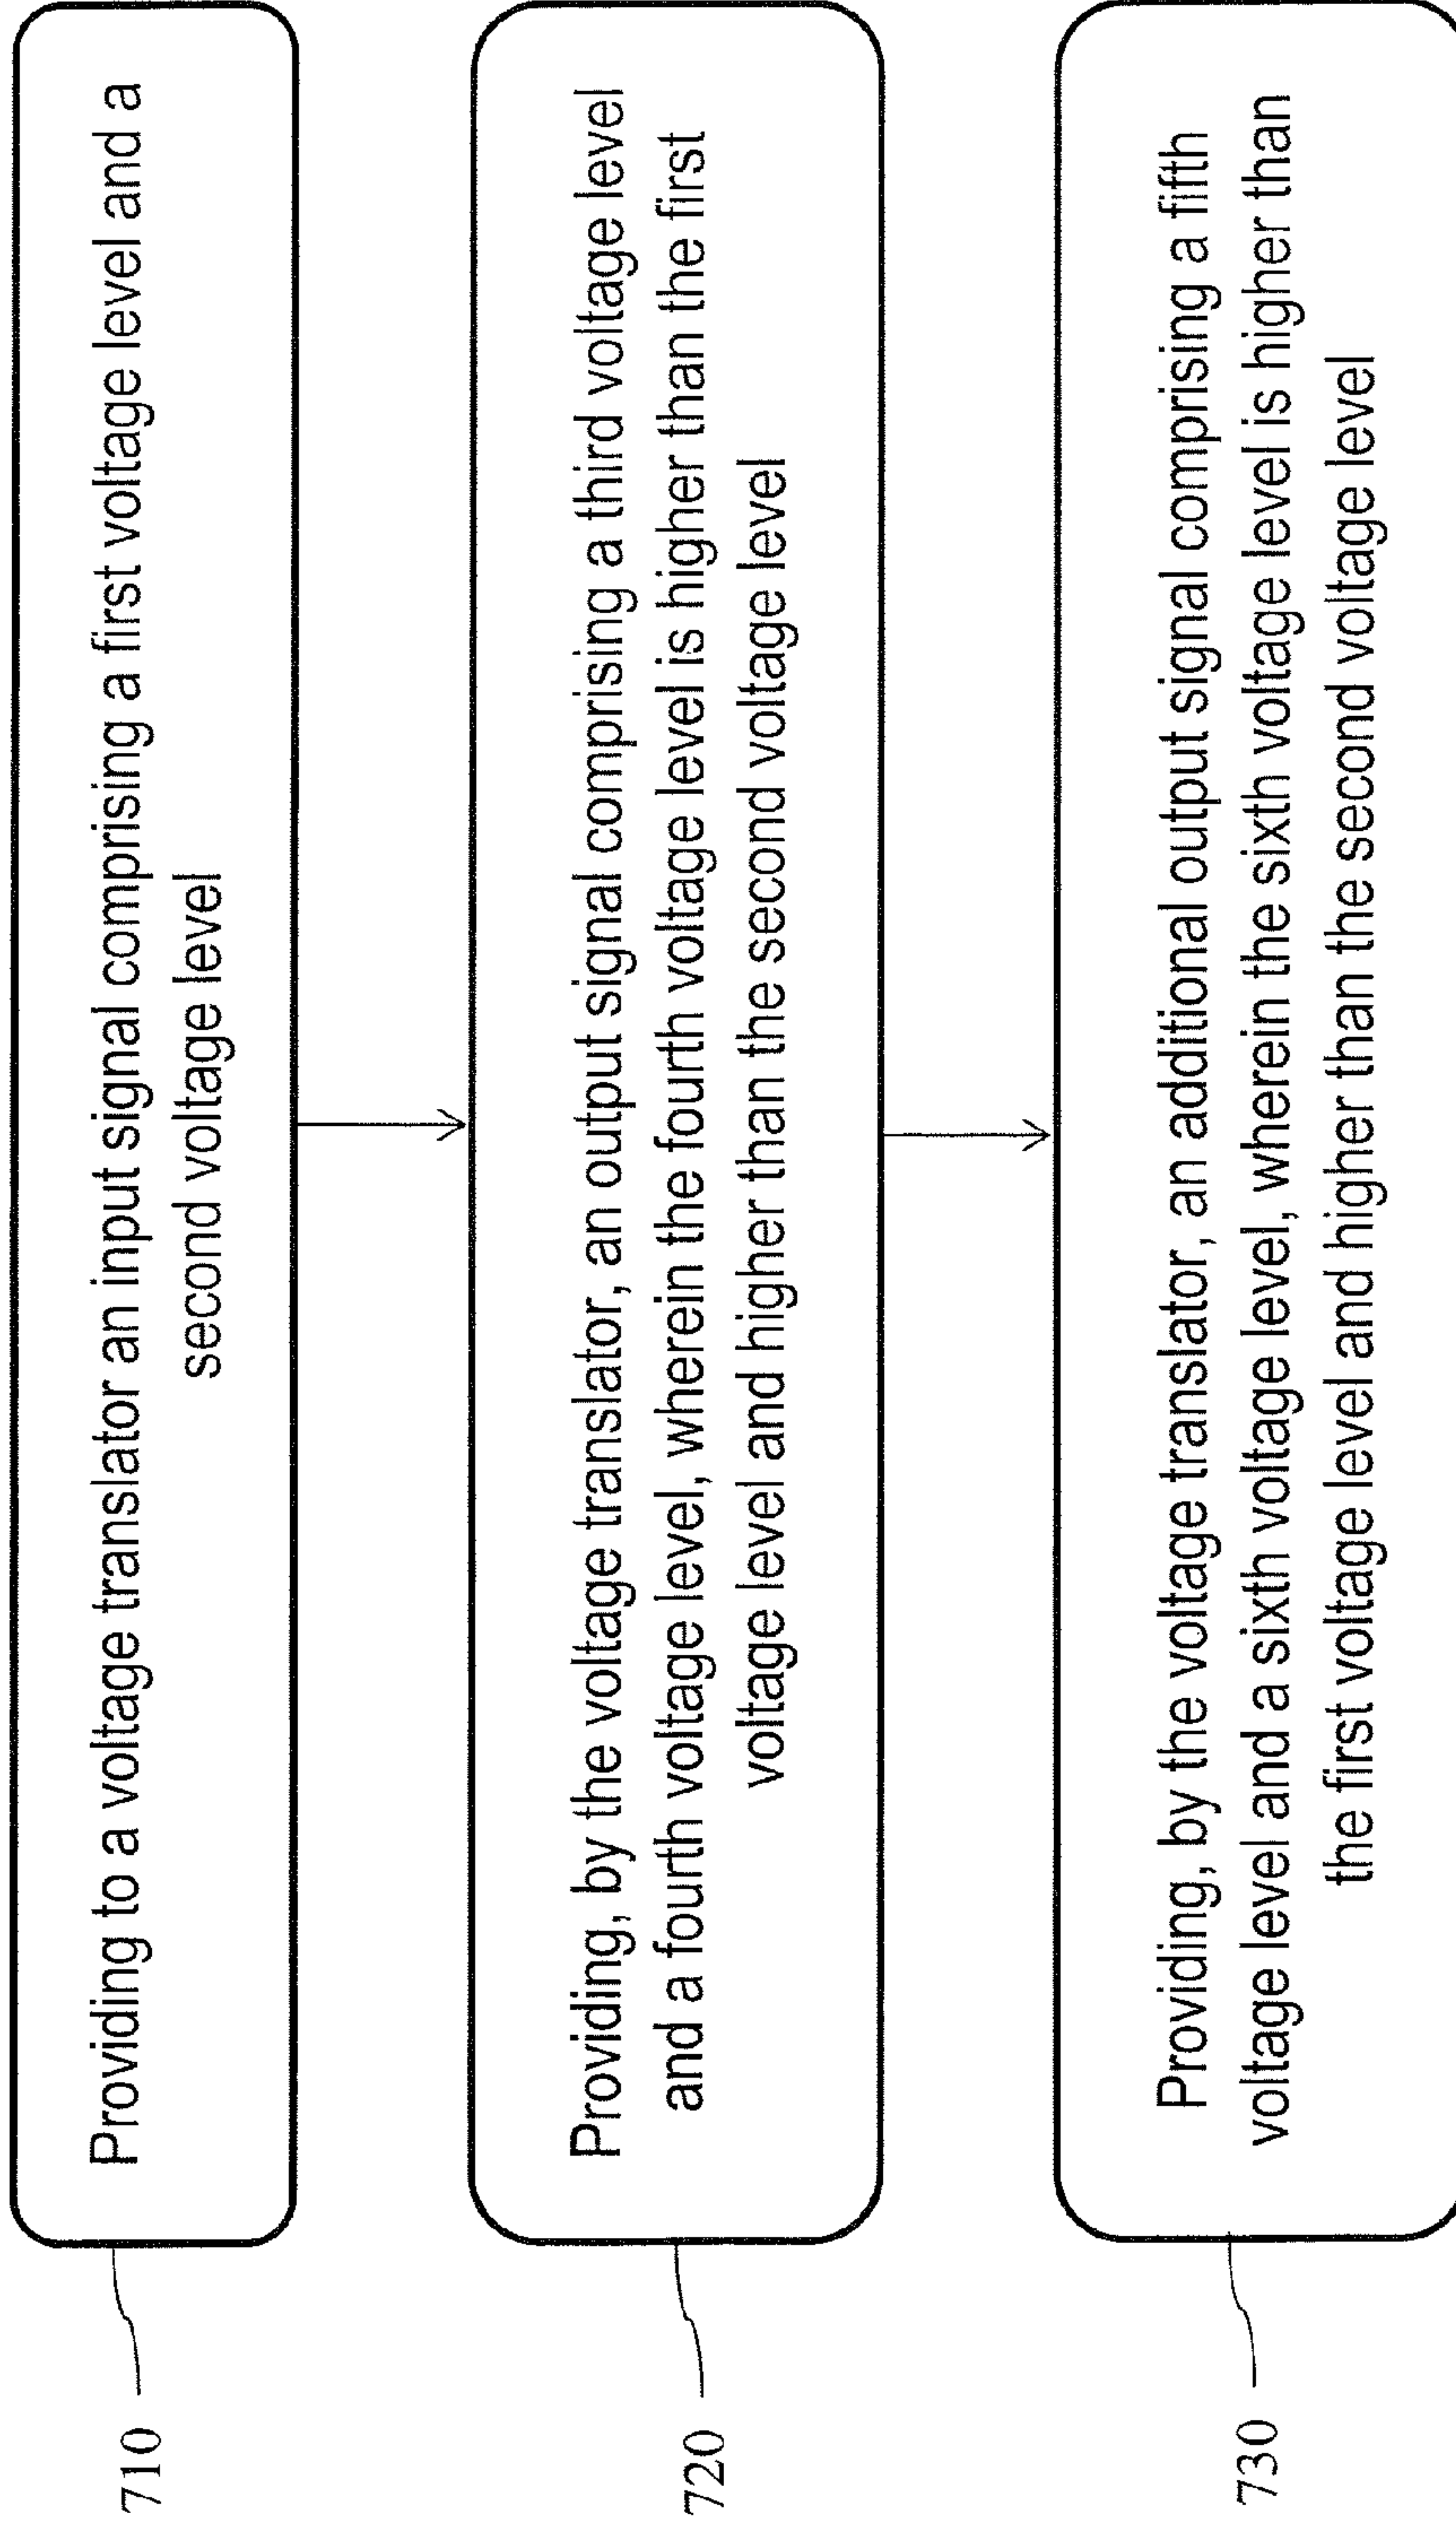 710
Providing to a voltage translator an input signal comprising a first voltage level and a
second voltage level
720
Providing, by the voltage translator, an output signal comprising a third voltage level
and a fourth voltage level, wherein the fourth voltage level is higher than the first
voltage level and higher than the second voltage level
730
Providing, by the voltage translator, an additional output signal comprising a fifth
voltage level and a sixth voltage level, wherein the sixth voltage level is higher than
the first voltage level and higher than the second voltage level